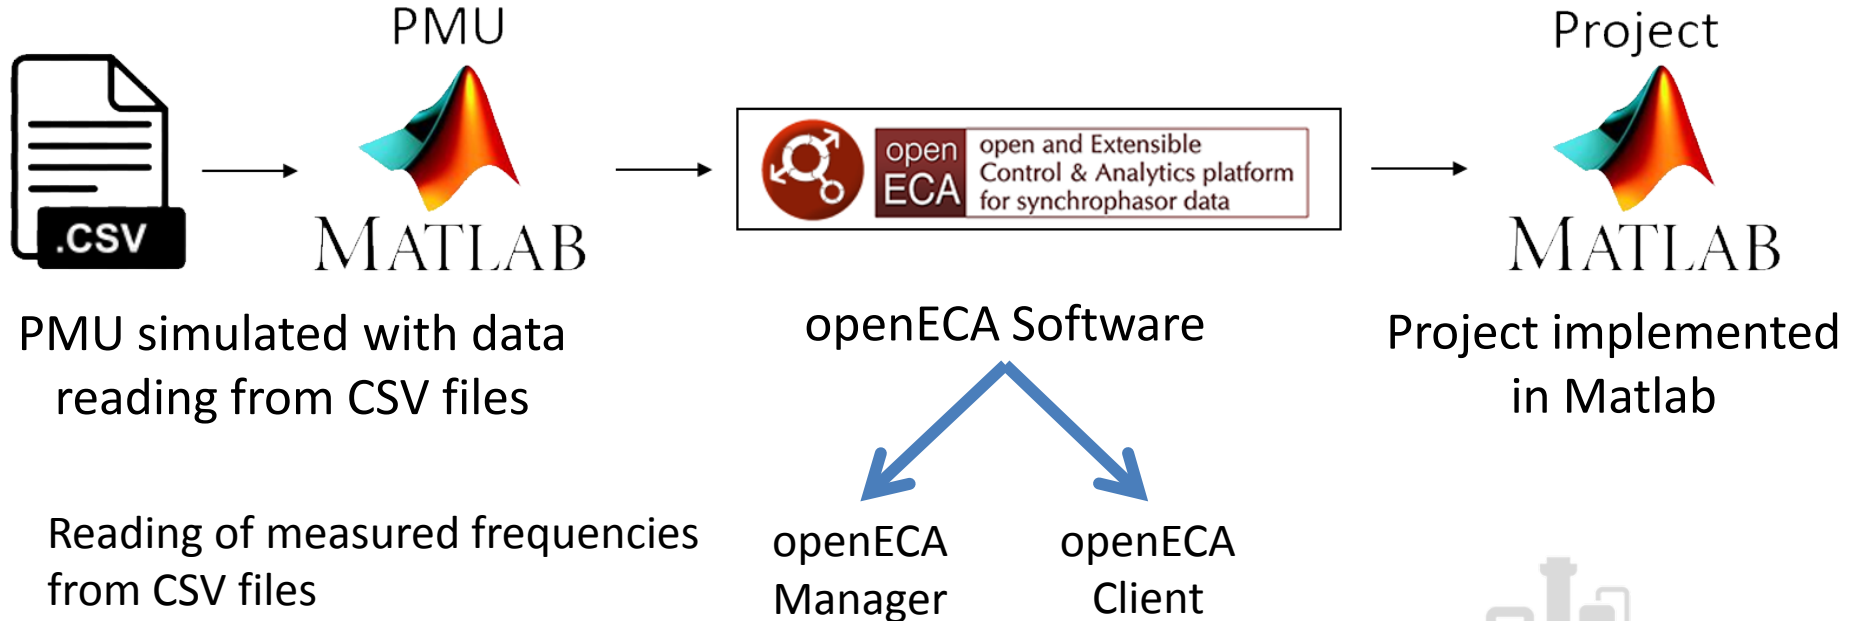 PMU
Project
.CSV
MATLAB
open
ECA
open and Extensible
Control & Analytics platform
for synchrophasor data
MATLAB
PMU simulated with data
reading from CSV files
openECA Software
Project implemented
in Matlab
Reading of measured frequencies
from CSV files
openECA
Manager
openECA
Client